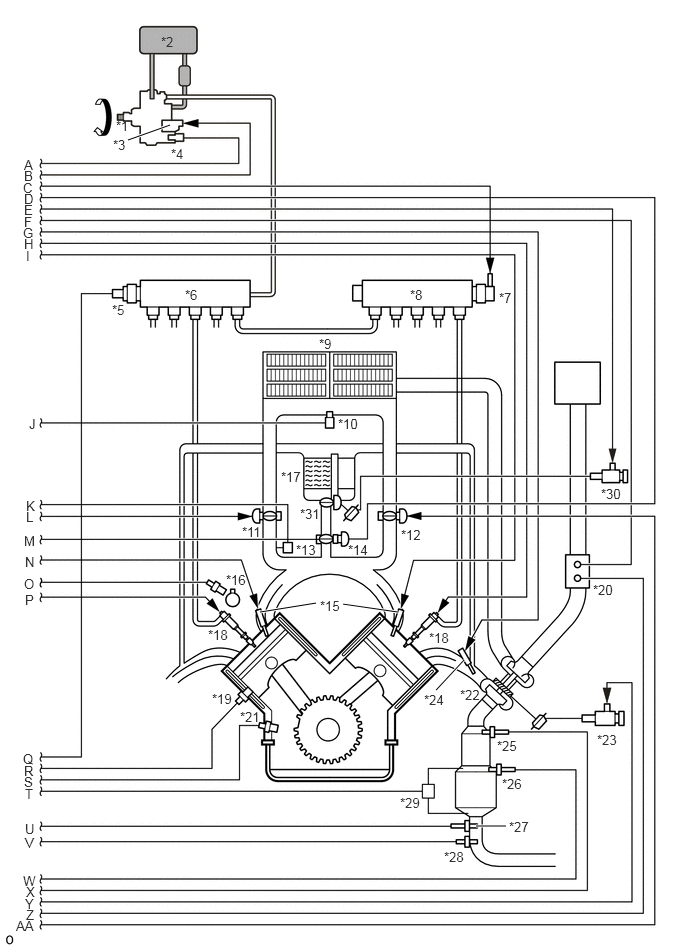 *2
*1
*3
*4
A
B
C
D
E
F
G
H
I
*5
*6
*8
*7
*9
J
*10
*17
*30
K
L
*31
*11
*12
M
*13
*14
N
O
*16
P
*15
*18
*18
*20
*19
*24
*22
*21
*23
*25
Q
R
S
T
*26
*29
U
*27
V
*28
W
X
Y
Z
AA
o